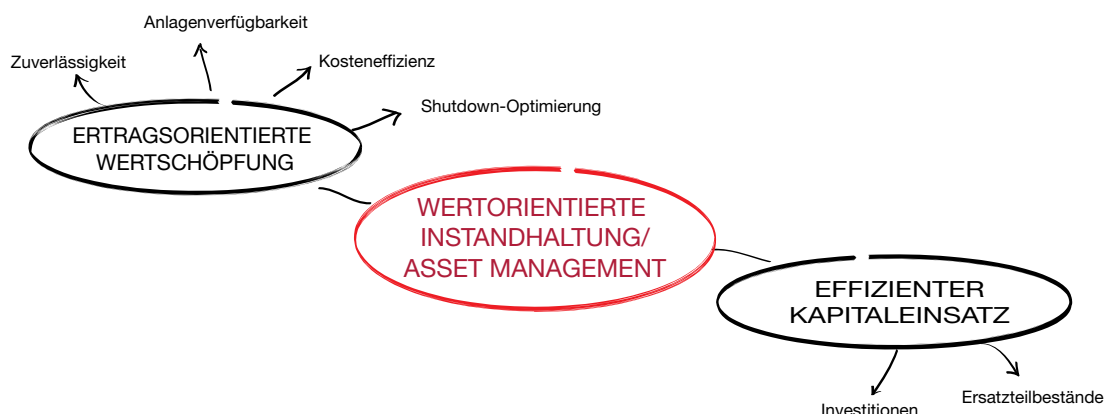 Anlagenverfügbarkeit
Zuverlässigkeit
Kosteneffizienz
Shutdown-Optimierung
ERTRAGSORIENTIERTE
WERTSCHÖPFUNG
WERTORIENTIERTE
INSTANDHALTUNG/
ASSET MANAGEMENT
EFFIZIENTER
KAPITALEINSATZ
Ersatzteilbestände
Investitionen